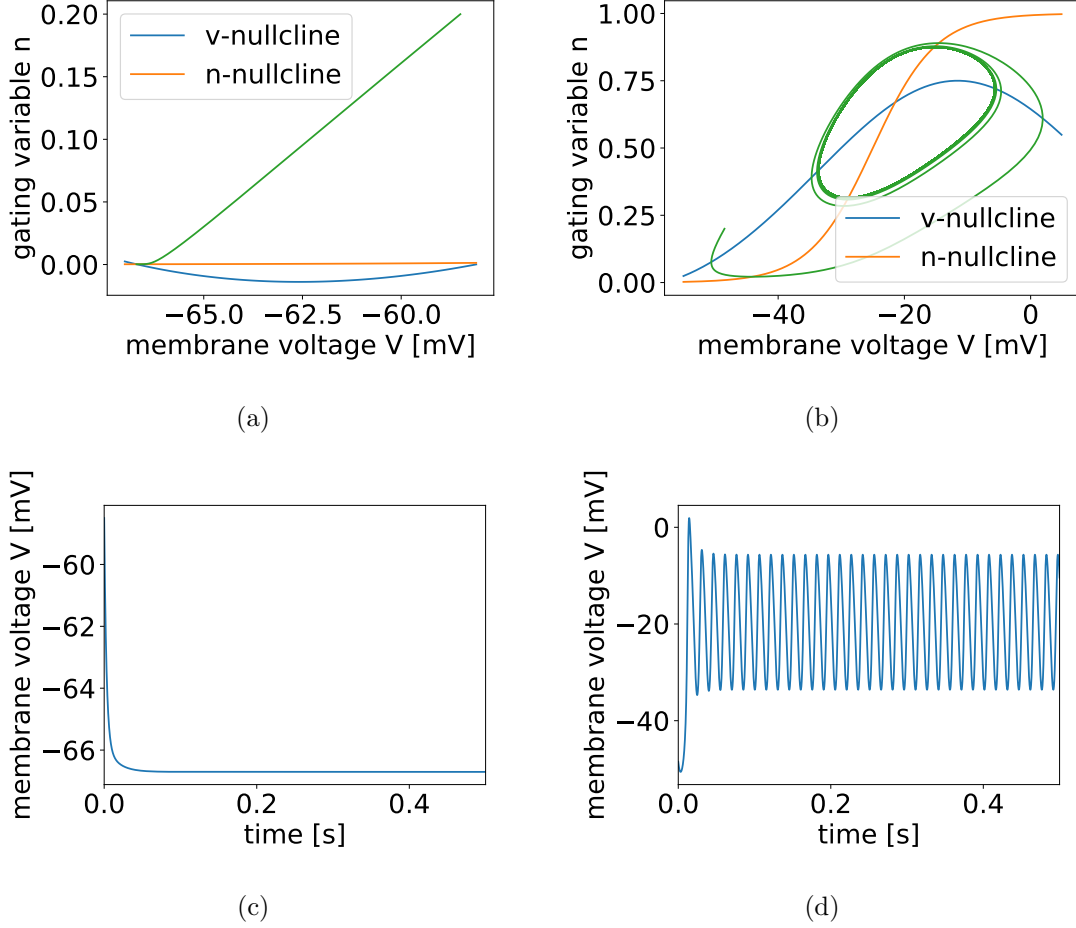 0.20
0.15
0.10
0.05
0.00
gating variable n
v-nullcline
n-nullcline
−65.0 −62.5 −60.0
membrane voltage V [mV]
(a)
1.00
0.75
0.50
0.25
0.00
gating variable n
v-nullcline
n-nullcline
−40 −20 0
membrane voltage V [mV]
(b)
−60
−62
−64
−66
membrane voltage V [mV]
0.0 0.2 0.4
time [s]
(c)
0
−20
−40
membrane voltage V [mV]
0.0 0.2 0.4
time [s]
(d)